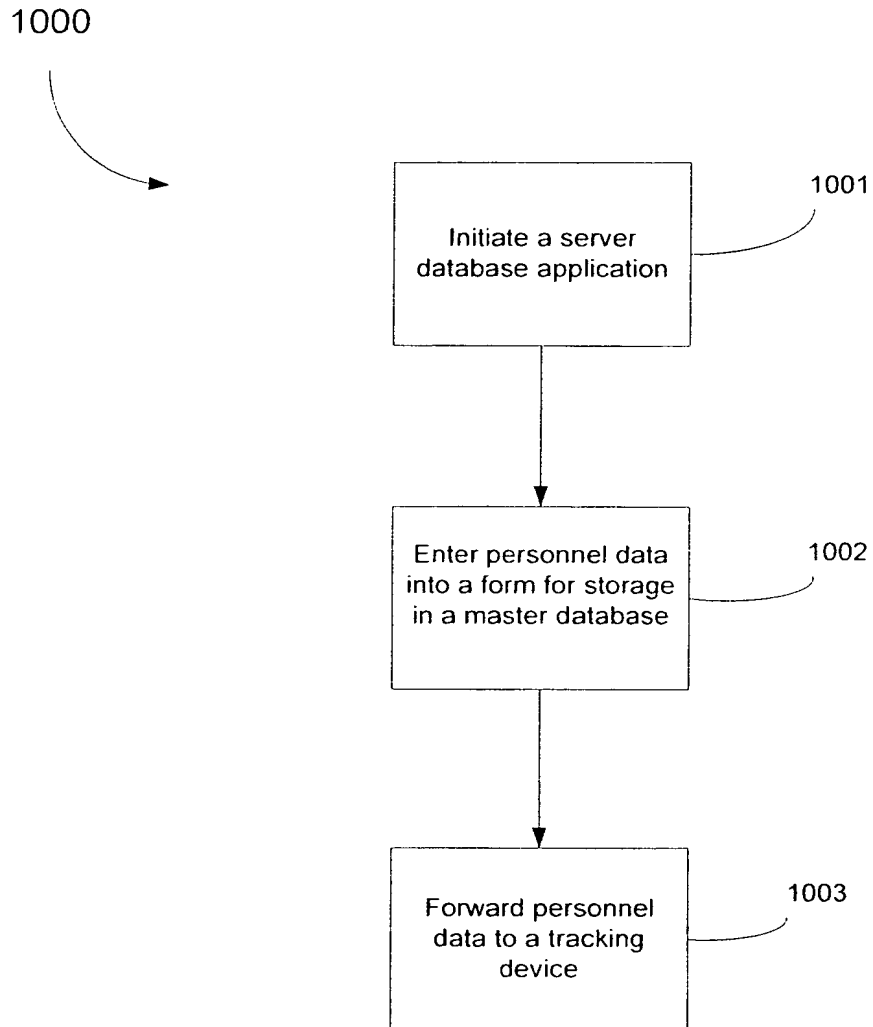 1000
1001
Initiate a server
database application
1002
Enter personnel data
into a form for storage
in a master database
1003
Forward personnel
data to a tracking
device